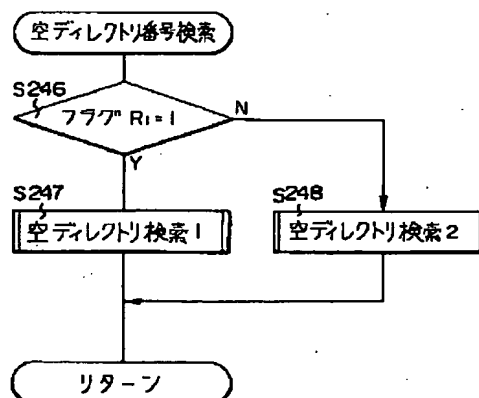 空ディレクトリ番号検索
S246
フラグ R1=1
N
Y
S247
S248
空ディレクトリ検索1
空ディレクトリ検索2
リターン